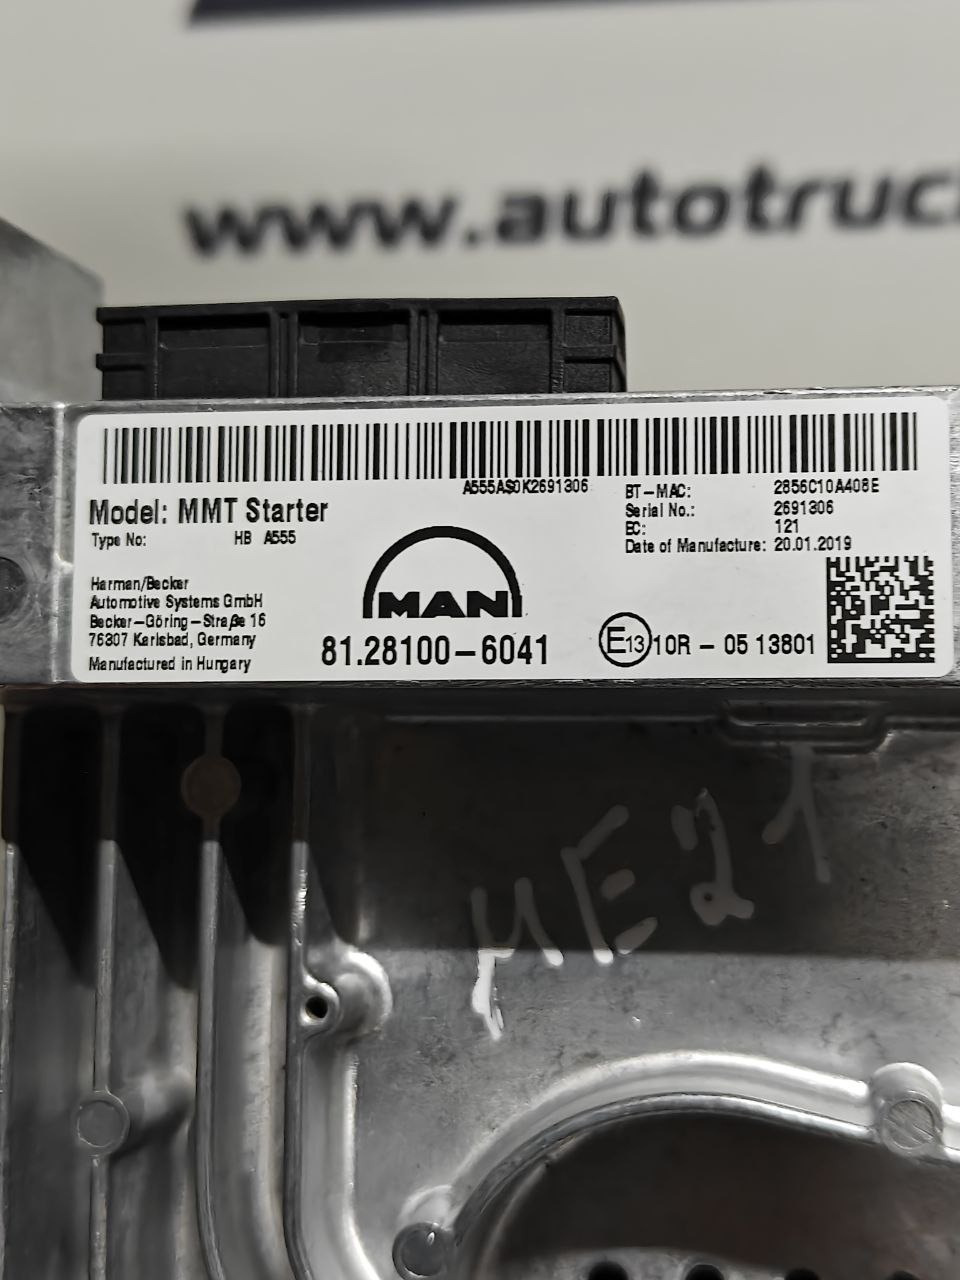 www.autotruc
A555AS0K2691306
Model: MMT Starter
Type No: HB A555
BT-MAC: 2856C10A408E
Serial No.: 2691306
EC: 121
Date of Manufacture: 20.01.2019
Harman/Becker
Automotive Systems GmbH
Becker-Göring-Straße 16
76307 Karlsbad, Germany
Manufactured in Hungary
MAN
81.28100-6041
E13 10R - 05 13801
ME21